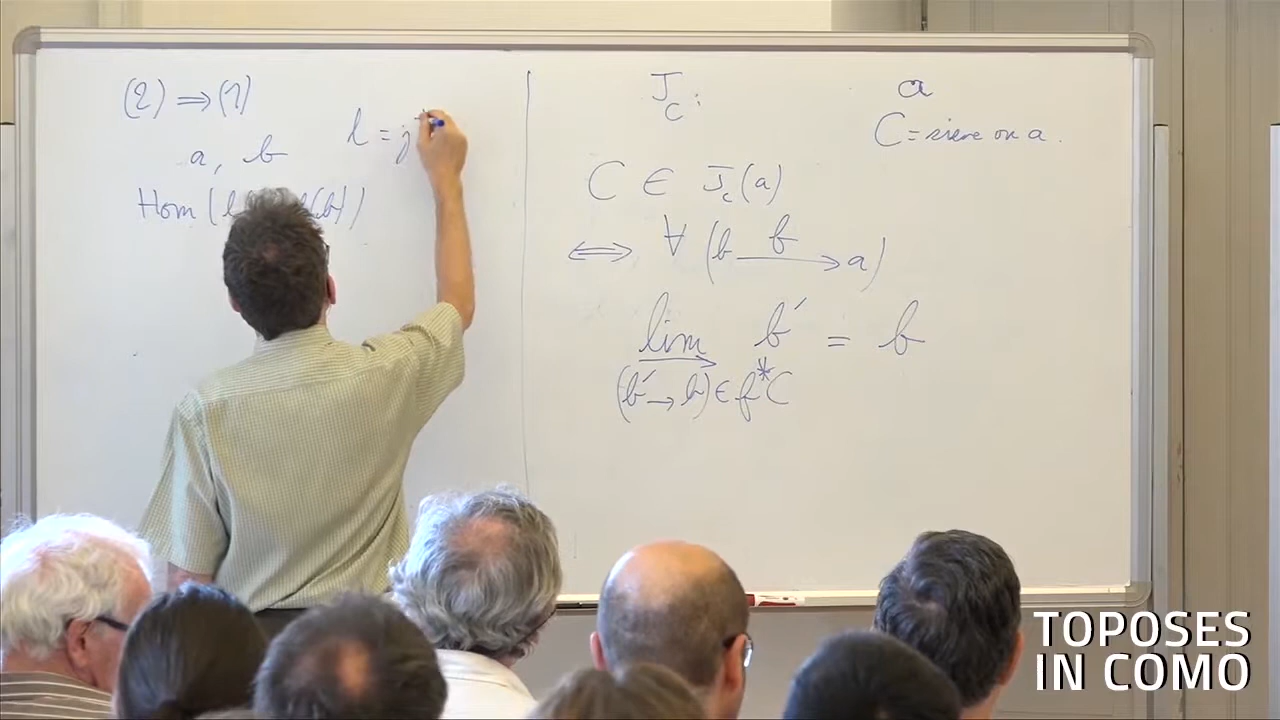 (2) ⟹ (1)
a, b
l = j
Hom (l l(b))
J_c :
a
C = sieve on a.
C ∈ J_c(a)
⟺ ∀ (b —f→ a)
lim b' = b
(b' → b) ∈ f*C
TOPOSES
IN COMO